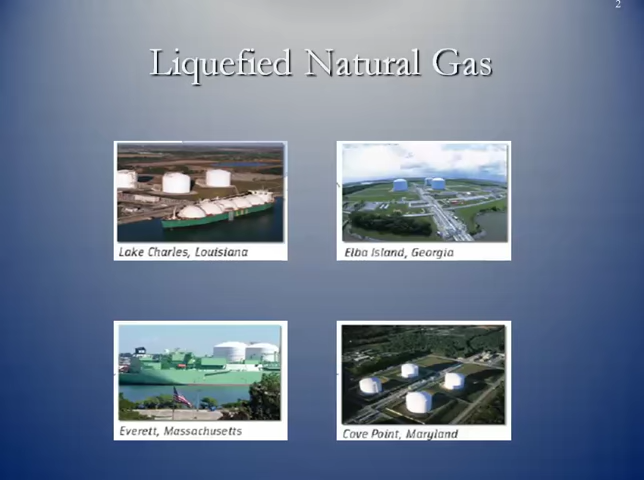 2
Liquefied Natural Gas
Lake Charles, Louisiana
Elba Island, Georgia
Everett, Massachusetts
Cove Point, Maryland